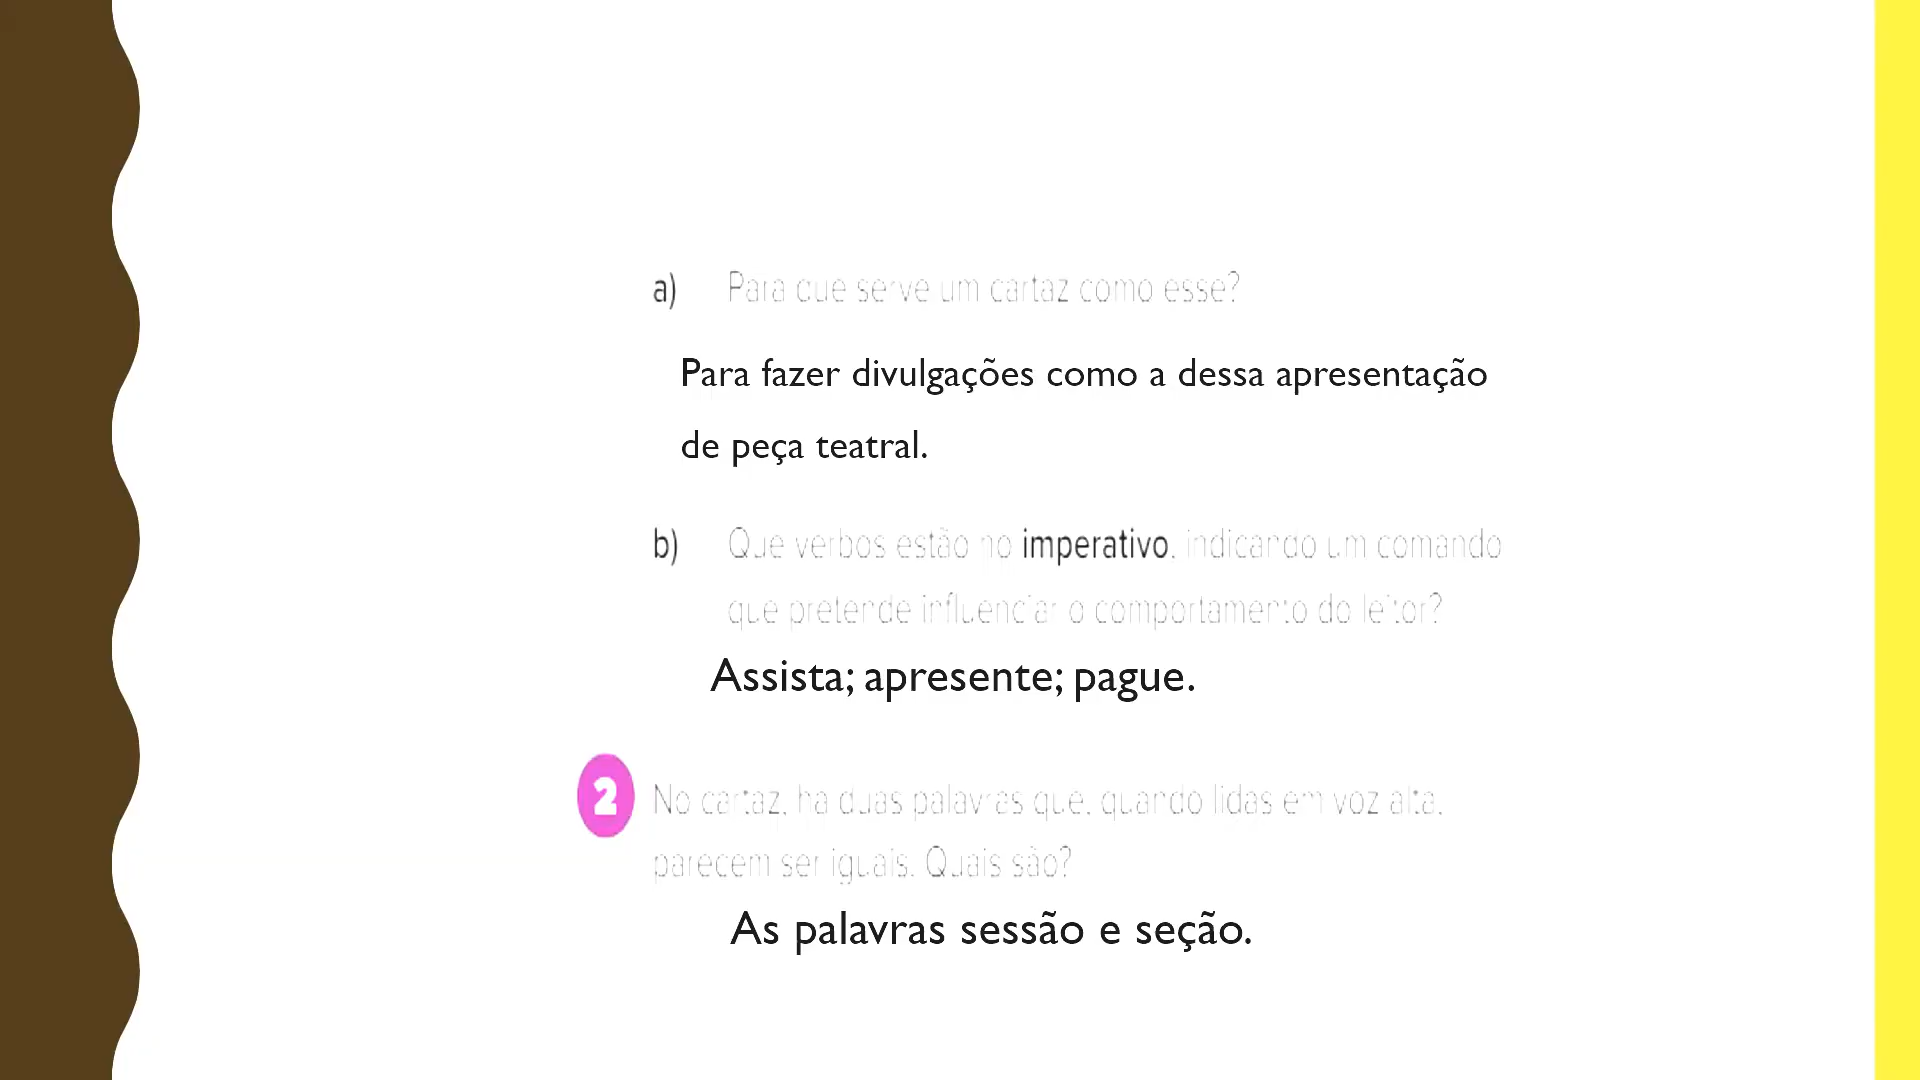 a) Para que serve um cartaz como esse?
Para fazer divulgações como a dessa apresentação
de peça teatral.
b) Que verbos estão no imperativo, indicando um comando
que pretende influenciar o comportamento do leitor?
Assista; apresente; pague.
2 No cartaz, há duas palavras que, quando lidas em voz alta,
parecem ser iguais. Quais são?
As palavras sessão e seção.